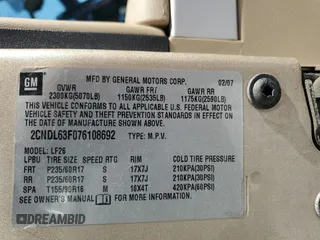 GM
MFD BY GENERAL MOTORS CORP. 02/07
GVWR GAWR FRT GAWR RR
2300KG(5070LB) 1150KG(2535LB) 1175KG(2590LB)
THIS VEHICLE CONFORMS TO ALL APPLICABLE U.S. FEDERAL MOTOR
VEHICLE SAFETY AND THEFT PREVENTION STANDARDS IN EFFECT
ON THE DATE OF MANUFACTURE SHOWN ABOVE.
2CNDL63F076108692 TYPE: M.P.V.
MODEL: LF26
LPBU TIRE SIZE SPEED RTG RIM COLD TIRE PRESSURE
FRT P235/60R17 S 17X7J 210KPA(30PSI)
RR P235/60R17 S 17X7J 210KPA(30PSI)
SPA T155/90R16 M 16X4T 420KPA(60PSI)
SEE OWNER'S MANUAL FOR MORE INFORMATION.
DREAMBID